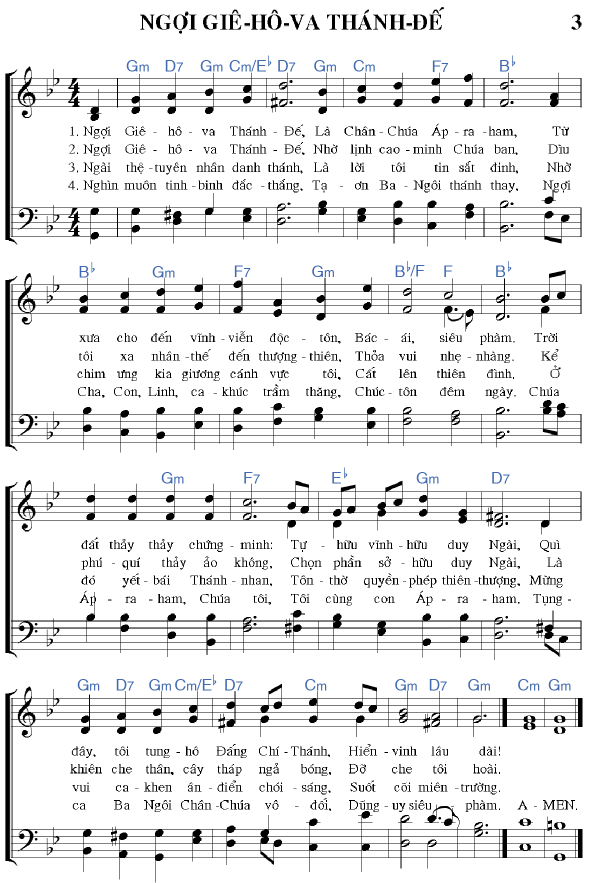 NGỢI GIÊ-HÔ-VA THÁNH-ĐẾ 3
Gm D7 Gm Cm/Eb D7 Gm Cm F7 Bb
1. Ngợi Giê - hô - va Thánh - Đế, Là Chân - Chúa Áp - ra - ham, Từ
2. Ngợi Giê - hô - va Thánh - Đế, Nhờ lịnh cao - minh Chúa ban, Dìu
3. Ngài thệ - tuyên nhân danh thánh, Là lời tôi tin sắt đinh, Nhờ
4. Nghìn muôn tinh - binh đắc - thắng, Tạ - ơn Ba - Ngôi thánh thay, Ngợi
Bb Gm F7 Gm Bb/F F Bb
xưa cho đến vĩnh - viễn độc - tôn, Bác - ái, siêu phàm. Trời
tôi xa nhân - thế đến thượng - thiên, Thỏa vui nhẹ - nhàng. Kể
chim ưng kia giương cánh vực tôi, Cất lên thiên đình. Ở
Cha, Con, Linh, ca - khúc trầm thăng, Chúc - tôn đêm ngày. Chúa
Gm F7 Eb Gm D7
đất thảy thảy chứng - minh: Tự - hữu vĩnh - hữu duy Ngài, Quì
phú - quí thảy ảo không, Chọn phần sở - hữu duy Ngài, Là
đó yết - bái Thánh - nhan, Tôn - thờ quyền - phép thiên - thượng, Mừng
Áp - ra - ham, Chúa tôi, Tôi cùng con Áp - ra - ham. Tụng -
Gm D7 Gm Cm/Eb D7 Cm Gm D7 Gm Cm Gm
đây, tôi tung - hô Đấng Chí - Thánh, Hiển - vinh lâu dài!
khiên che thần, cây tháp ngả bóng, Đỡ che tôi hoài.
vui ca - khen ân - điển chói - sáng, Suốt cõi miên - trường.
ca Ba Ngôi Chân - Chúa vô - đối, Dũng - uy siêu - phàm. A - MEN.